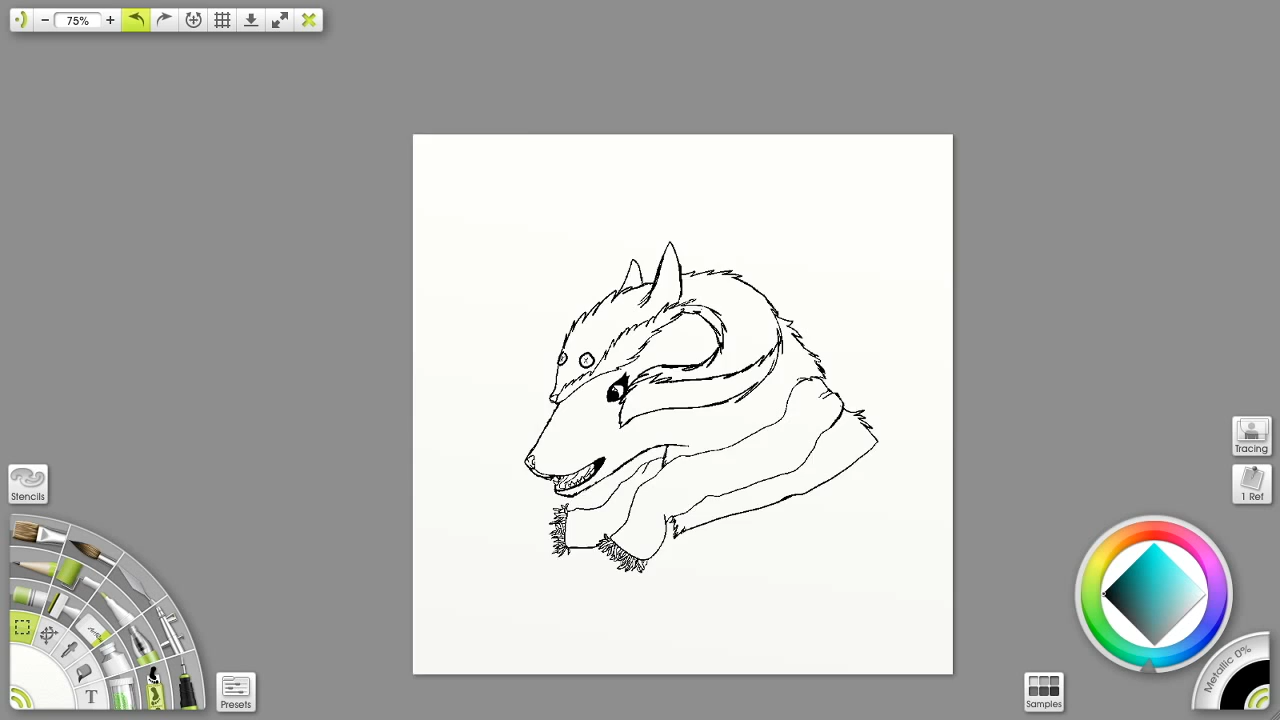 75%
Stencils
Tracing
1 Ref
Metallic 0%
T
Presets
Samples